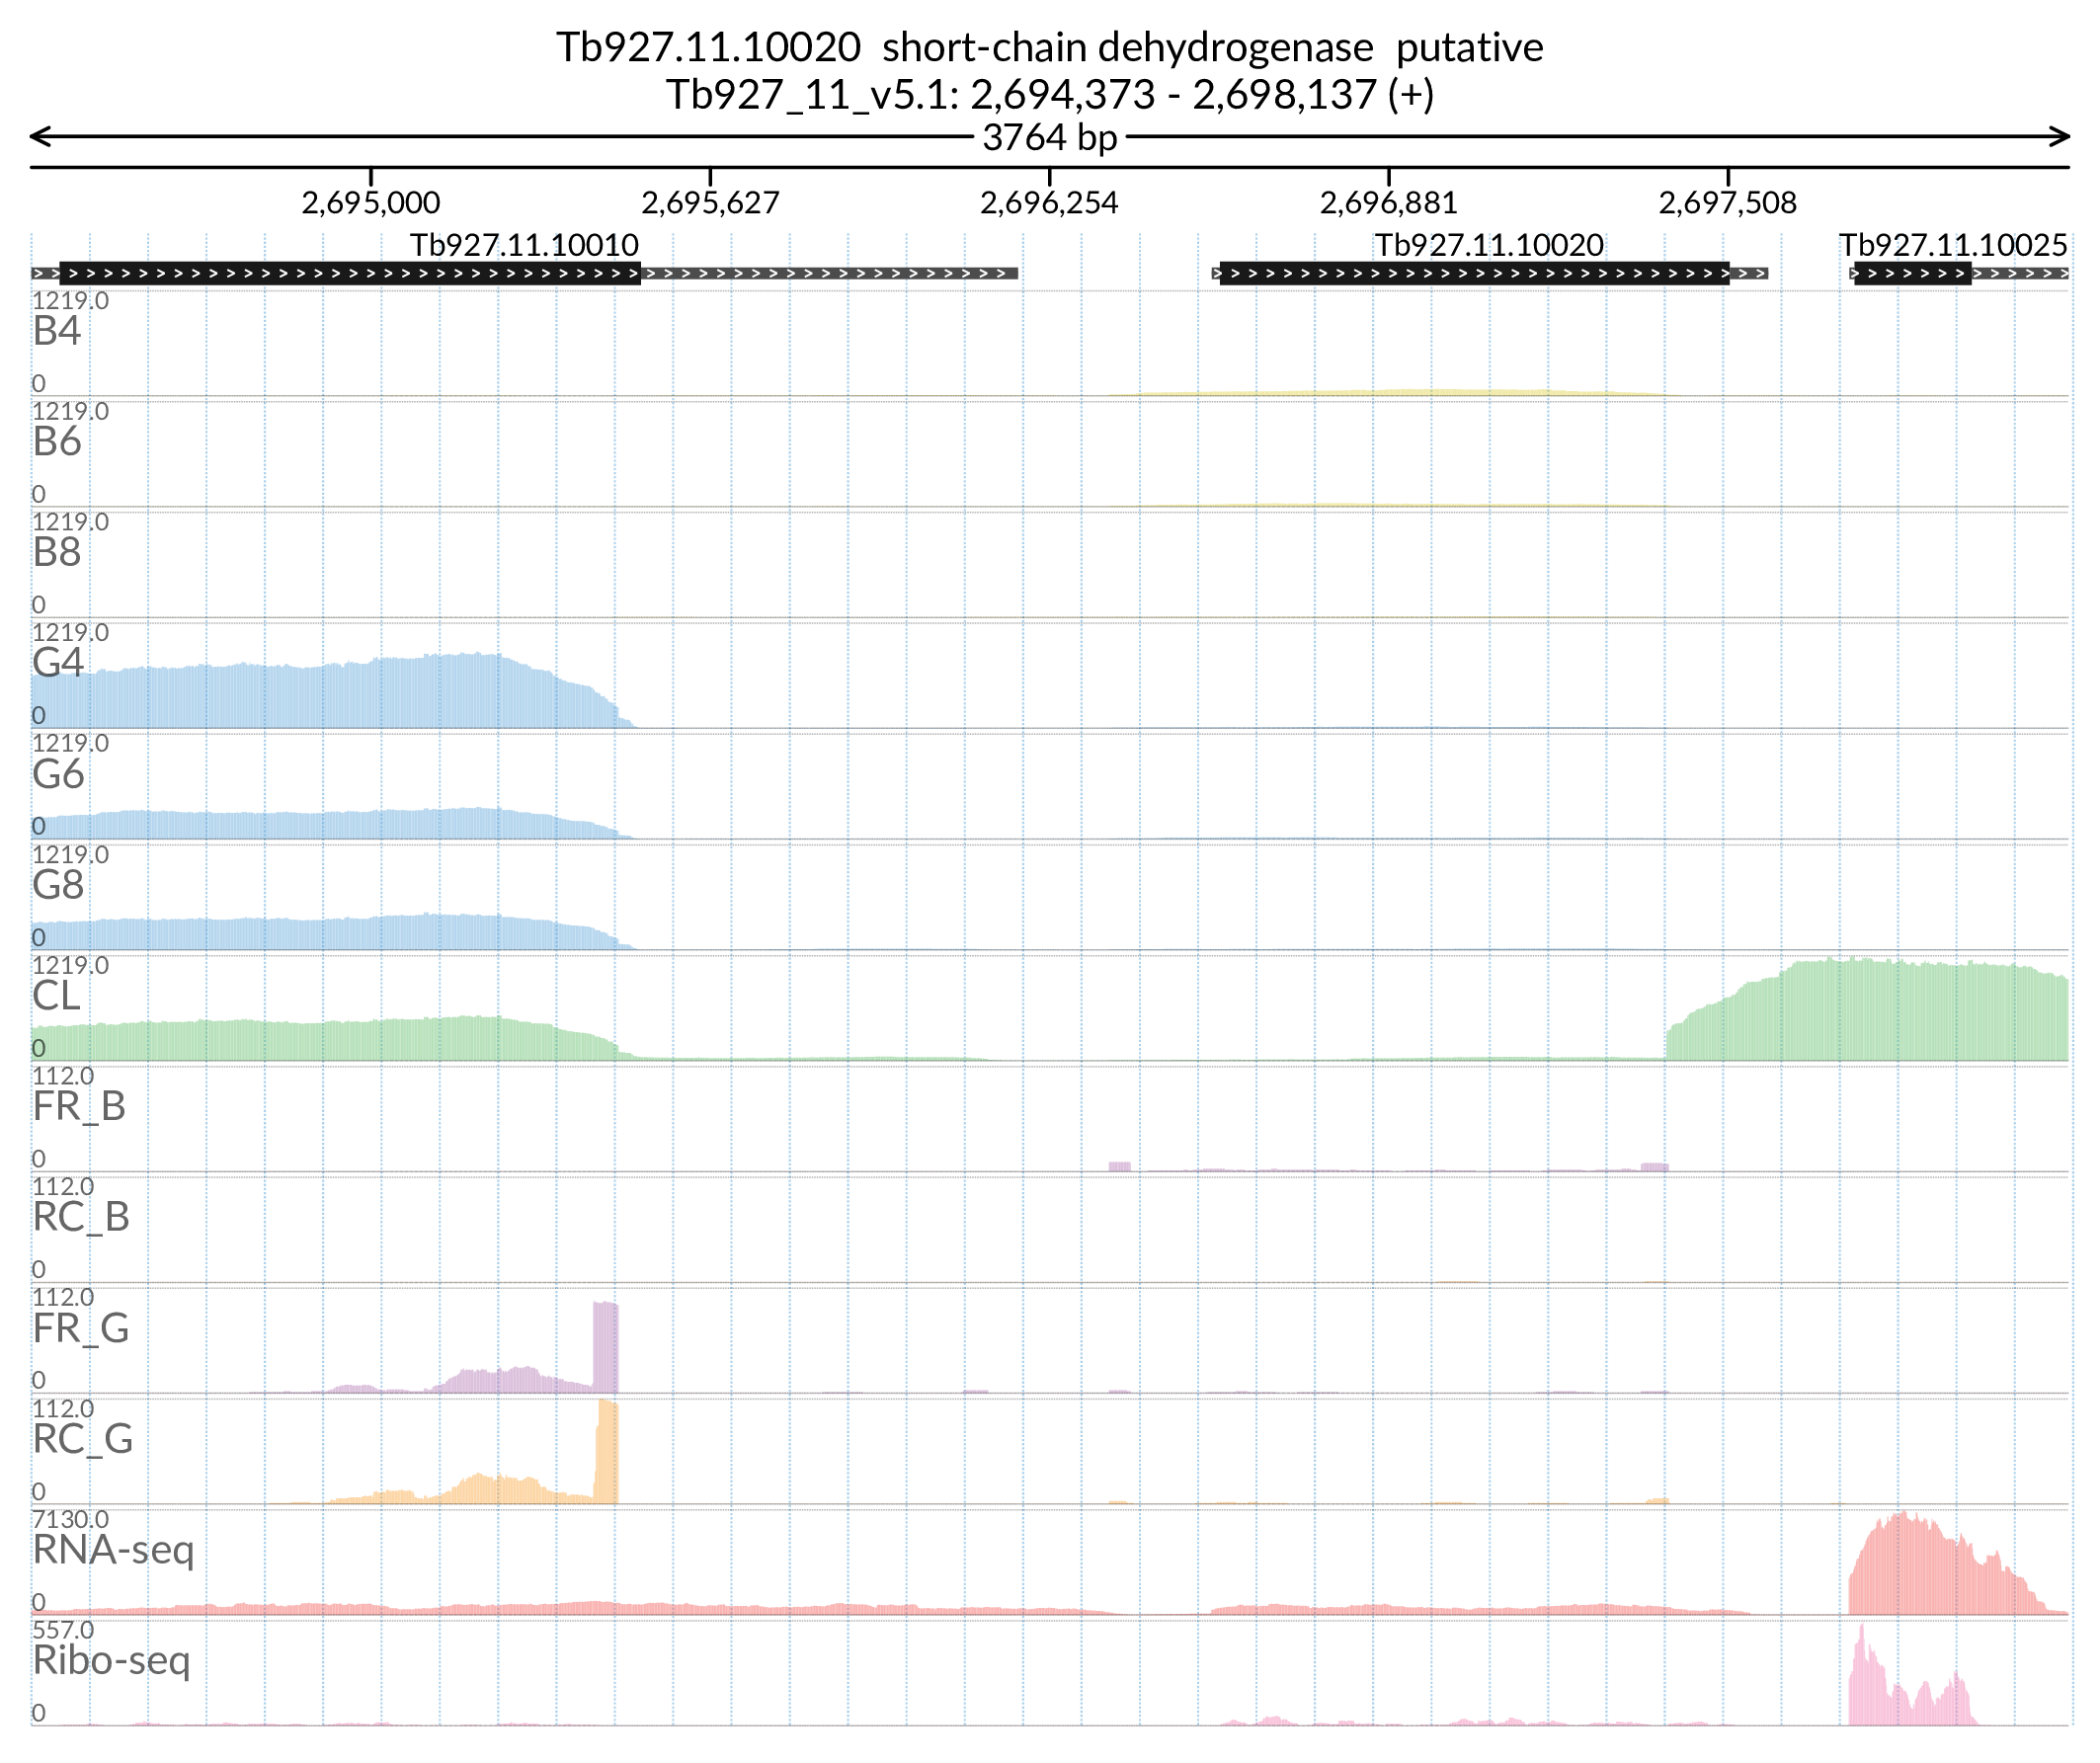 Tb927.11.10020 short-chain dehydrogenase putative
Tb927_11_v5.1: 2,694,373 - 2,698,137 (+)
3764 bp
2,695,000 2,695,627 2,696,254 2,696,881 2,697,508
Tb927.11.10010 Tb927.11.10020 Tb927.11.10025
1219.0
B4
0
1219.0
B6
0
1219.0
B8
0
1219.0
G4
0
1219.0
G6
0
1219.0
G8
0
1219.0
CL
0
112.0
FR_B
0
112.0
RC_B
0
112.0
FR_G
0
112.0
RC_G
0
7130.0
RNA-seq
0
557.0
Ribo-seq
0